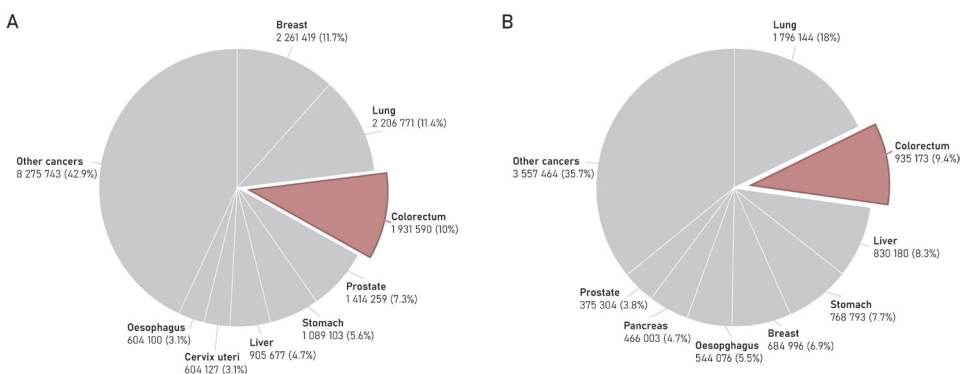 A
Breast
2 261 419 (11.7%)
Lung
2 206 771 (11.4%)
Colorectum
1 931 590 (10%)
Prostate
1 414 259 (7.3%)
Stomach
1 089 103 (5.6%)
Liver
905 677 (4.7%)
Cervix uteri
604 127 (3.1%)
Oesophagus
604 100 (3.1%)
Other cancers
8 275 743 (42.9%)
B
Lung
1 796 144 (18%)
Colorectum
935 173 (9.4%)
Liver
830 180 (8.3%)
Stomach
768 793 (7.7%)
Breast
684 996 (6.9%)
Oesopghagus
544 076 (5.5%)
Pancreas
466 003 (4.7%)
Prostate
375 304 (3.8%)
Other cancers
3 557 464 (35.7%)